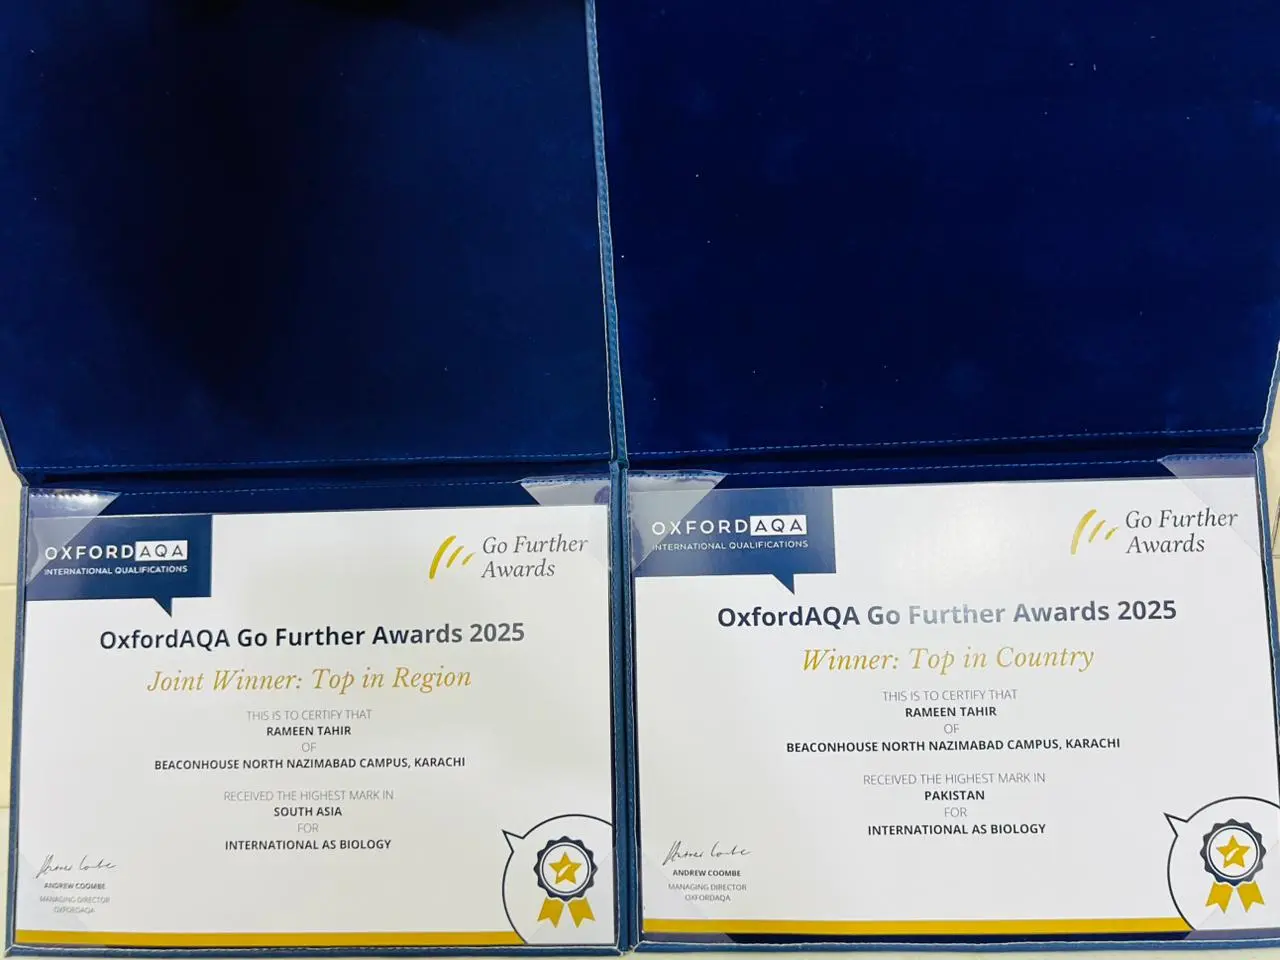 OXFORD AQA
INTERNATIONAL QUALIFICATIONS
Go Further
Awards
OxfordAQA Go Further Awards 2025
Joint Winner: Top in Region
THIS IS TO CERTIFY THAT
RAMEEN TAHIR
OF
BEACONHOUSE NORTH NAZIMABAD CAMPUS, KARACHI
RECEIVED THE HIGHEST MARK IN
SOUTH ASIA
FOR
INTERNATIONAL AS BIOLOGY
ANDREW COOMBE
MANAGING DIRECTOR
OXFORDAQA
OXFORD AQA
INTERNATIONAL QUALIFICATIONS
Go Further
Awards
OxfordAQA Go Further Awards 2025
Winner: Top in Country
THIS IS TO CERTIFY THAT
RAMEEN TAHIR
OF
BEACONHOUSE NORTH NAZIMABAD CAMPUS, KARACHI
RECEIVED THE HIGHEST MARK IN
PAKISTAN
FOR
INTERNATIONAL AS BIOLOGY
ANDREW COOMBE
MANAGING DIRECTOR
OXFORDAQA